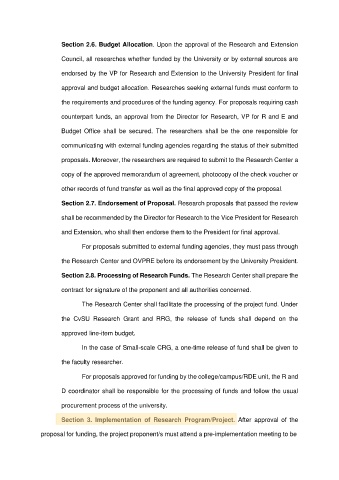 Section 2.6. Budget Allocation. Upon the approval of the Research and Extension
Council, all researches whether funded by the University or by external sources are
endorsed by the VP for Research and Extension to the University President for final
approval and budget allocation. Researches seeking external funds must conform to
the requirements and procedures of the funding agency. For proposals requiring cash
counterpart funds, an approval from the Director for Research, VP for R and E and
Budget Office shall be secured. The researchers shall be the one responsible for
communicating with external funding agencies regarding the status of their submitted
proposals. Moreover, the researchers are required to submit to the Research Center a
copy of the approved memorandum of agreement, photocopy of the check voucher or
other records of fund transfer as well as the final approved copy of the proposal.
Section 2.7. Endorsement of Proposal. Research proposals that passed the review
shall be recommended by the Director for Research to the Vice President for Research
and Extension, who shall then endorse them to the President for final approval.
For proposals submitted to external funding agencies, they must pass through
the Research Center and OVPRE before its endorsement by the University President.
Section 2.8. Processing of Research Funds. The Research Center shall prepare the
contract for signature of the proponent and all authorities concerned.
The Research Center shall facilitate the processing of the project fund. Under
the CvSU Research Grant and RRG, the release of funds shall depend on the
approved line-item budget.
In the case of Small-scale CRG, a one-time release of fund shall be given to
the faculty researcher.
For proposals approved for funding by the college/campus/RDE unit, the R and
D coordinator shall be responsible for the processing of funds and follow the usual
procurement process of the university.
Section 3. Implementation of Research Program/Project. After approval of the
proposal for funding, the project proponent/s must attend a pre-implementation meeting to be